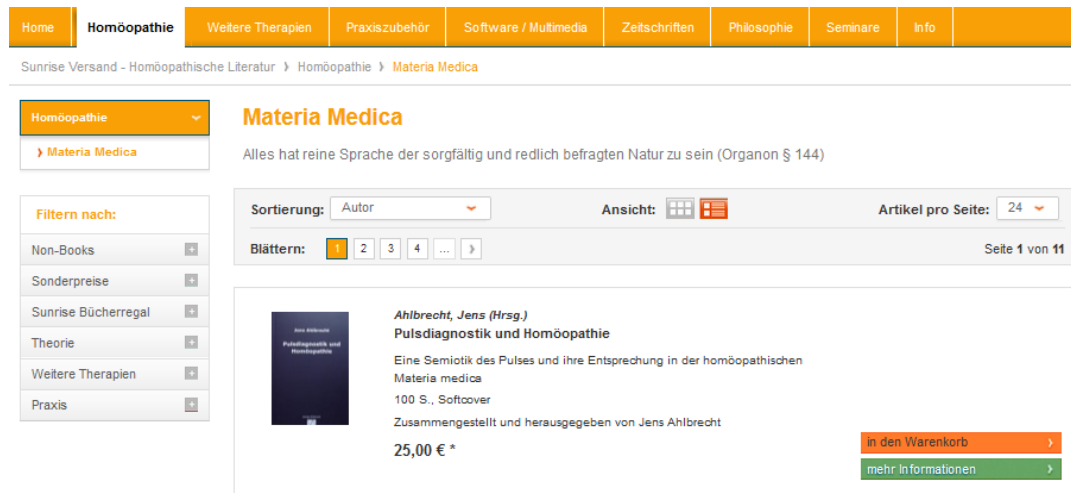 Home Homöopathie Weitere Therapien Praxiszubehör Software / Multimedia Zeitschriften Philosophie Seminare Info
Sunrise Versand - Homöopathische Literatur › Homöopathie › Materia Medica
Homöopathie
› Materia Medica
Filtern nach:
Non-Books
Sonderpreise
Sunrise Bücherregal
Theorie
Weitere Therapien
Praxis
Materia Medica
Alles hat reine Sprache der sorgfältig und redlich befragten Natur zu sein (Organon § 144)
Sortierung: Autor Ansicht: Artikel pro Seite: 24
Blättern: 1 2 3 4 ... › Seite 1 von 11
Jens Ahlbrecht
Pulsdiagnostik und
Homöopathie
Ahlbrecht, Jens (Hrsg.)
Pulsdiagnostik und Homöopathie
Eine Semiotik des Pulses und ihre Entsprechung in der homöopathischen
Materia medica
100 S., Softcover
Zusammengestellt und herausgegeben von Jens Ahlbrecht
25,00 € *
in den Warenkorb ›
mehr Informationen ›